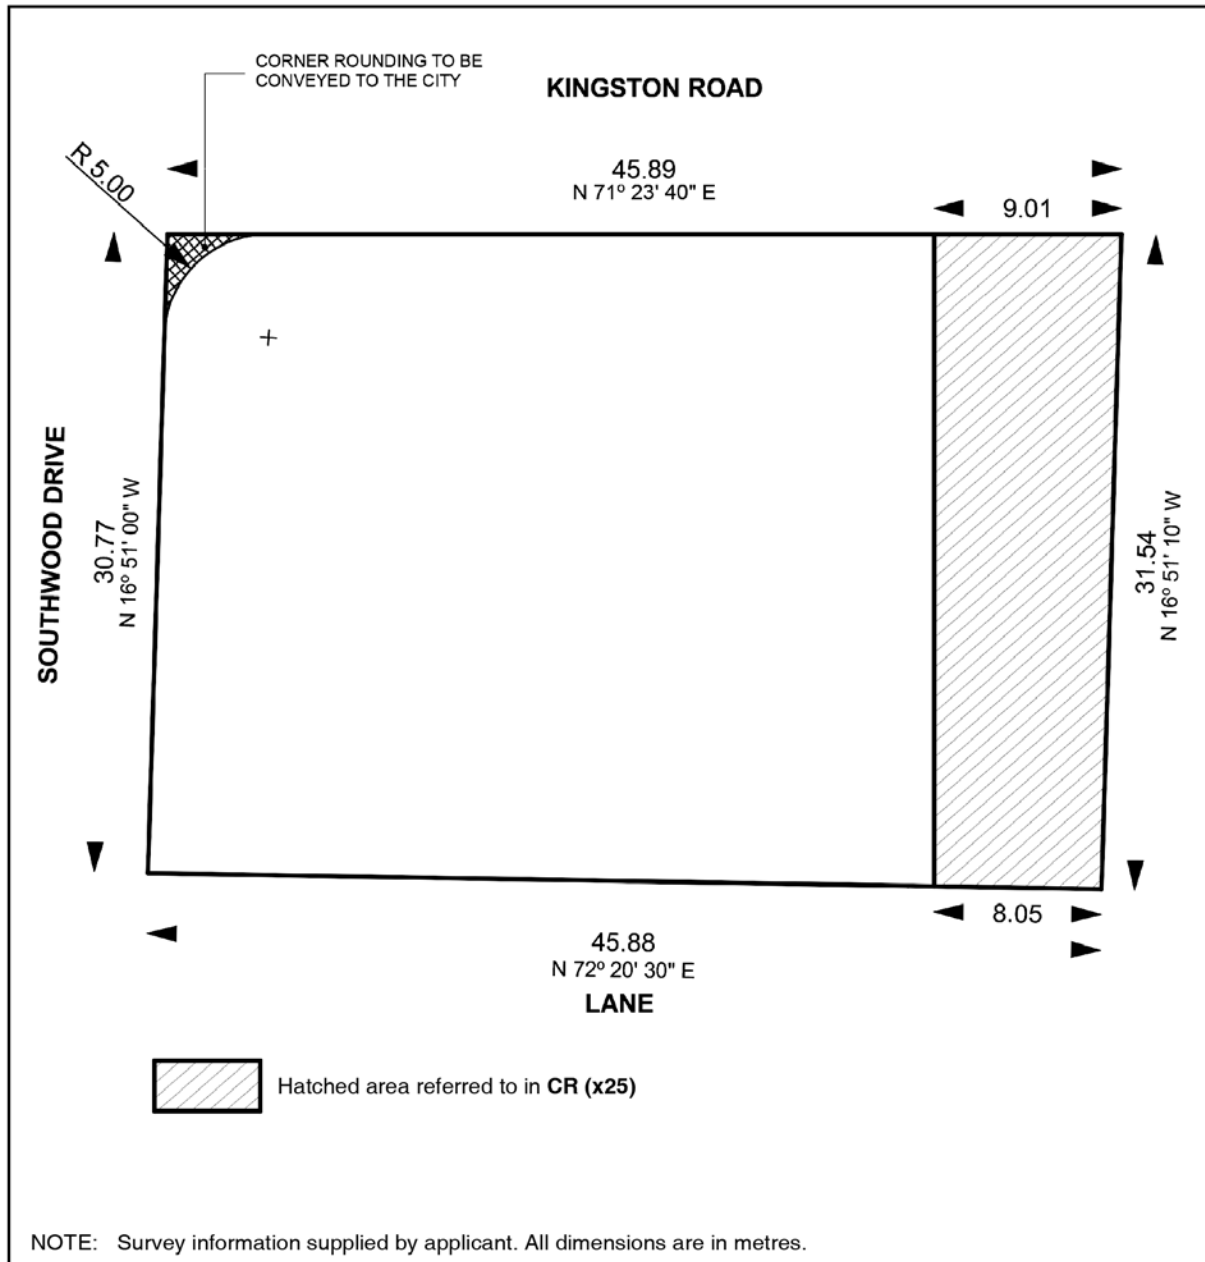 CORNER ROUNDING TO BE
CONVEYED TO THE CITY
KINGSTON ROAD
R 5.00
45.89
N 71º 23' 40" E
9.01
SOUTHWOOD DRIVE
30.77
N 16º 51' 00" W
31.54
N 16º 51' 10" W
8.05
45.88
N 72º 20' 30" E
LANE
Hatched area referred to in CR (x25)
NOTE: Survey information supplied by applicant. All dimensions are in metres.